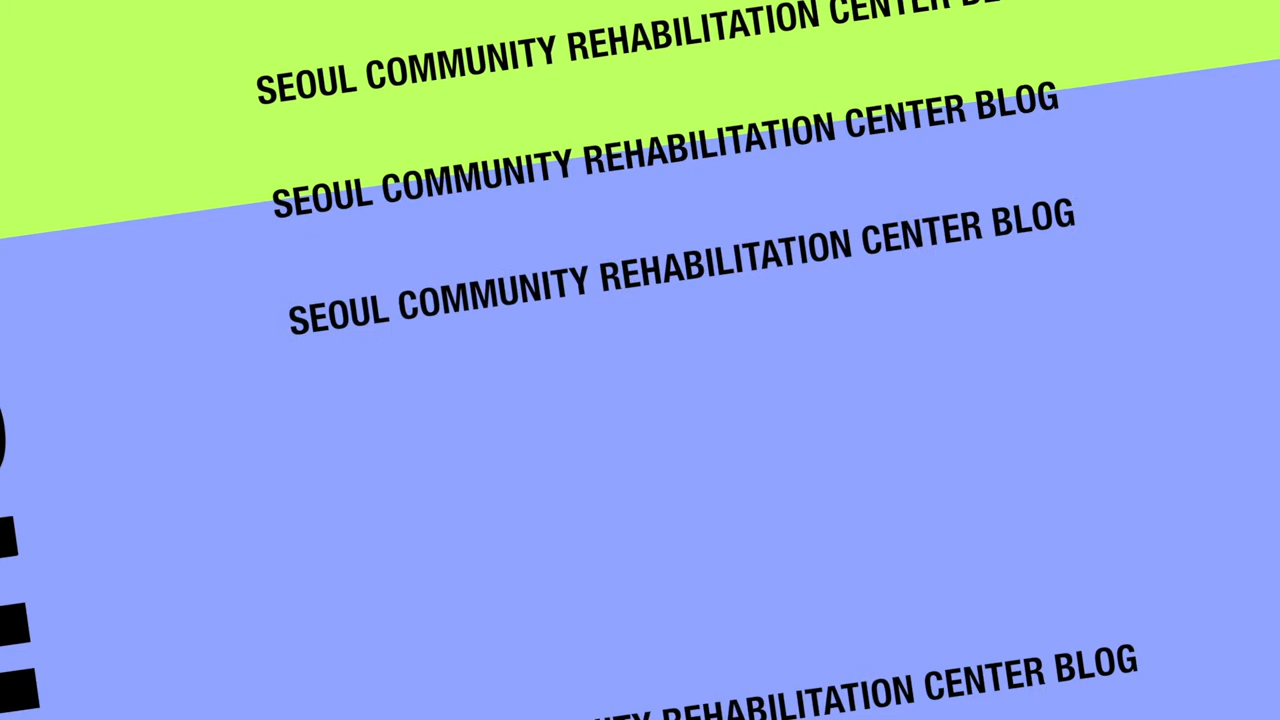 SEOUL COMMUNITY REHABILITATION CENTER
SEOUL COMMUNITY REHABILITATION CENTER BLOG
SEOUL COMMUNITY REHABILITATION CENTER BLOG
REHABILITATION CENTER BLOG